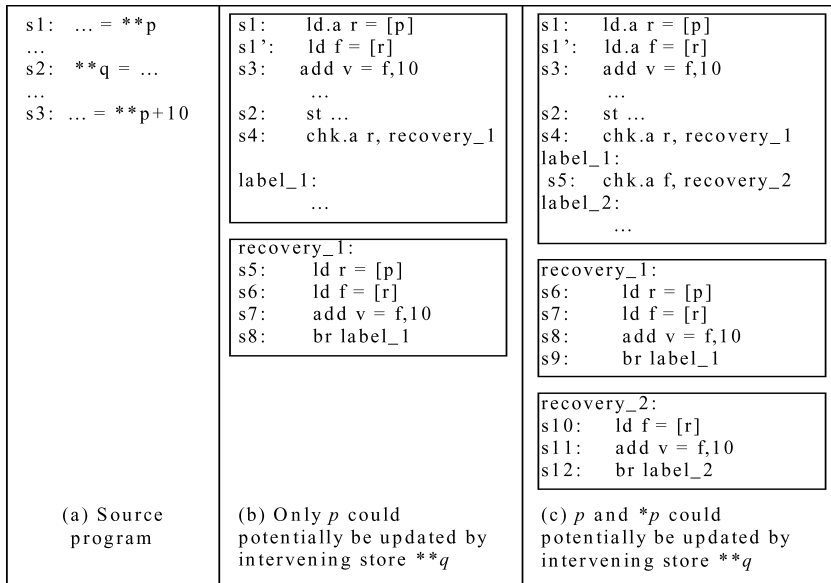 s1: ... = **p
...
s2: **q = ...
...
s3: ... = **p+10
(a) Source
program
s1: ld.a r = [p]
s1’: ld f = [r]
s3: add v = f,10
...
s2: st ...
s4: chk.a r, recovery_1
label_1:
...
recovery_1:
s5: ld r = [p]
s6: ld f = [r]
s7: add v = f,10
s8: br label_1
(b) Only p could
potentially be updated by
intervening store **q
s1: ld.a r = [p]
s1’: ld.a f = [r]
s3: add v = f,10
...
s2: st ...
s4: chk.a r, recovery_1
label_1:
s5: chk.a f, recovery_2
label_2:
...
recovery_1:
s6: ld r = [p]
s7: ld f = [r]
s8: add v = f,10
s9: br label_1
recovery_2:
s10: ld f = [r]
s11: add v = f,10
s12: br label_2
(c) p and *p could
potentially be updated by
intervening store **q